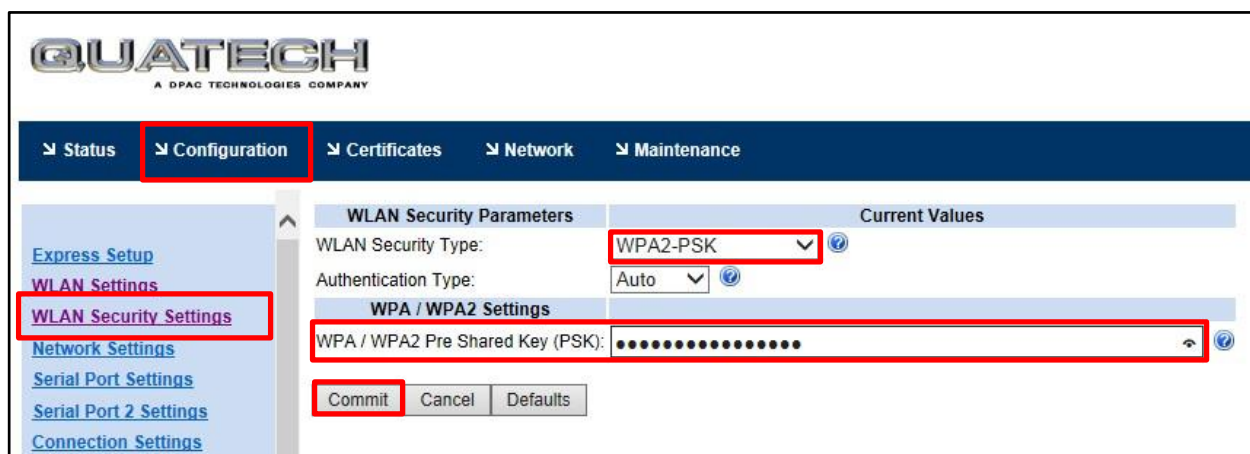 QUATECH
A DPAC TECHNOLOGIES COMPANY
Status Configuration Certificates Network Maintenance
Express Setup
WLAN Settings
WLAN Security Settings
Network Settings
Serial Port Settings
Serial Port 2 Settings
Connection Settings
WLAN Security Parameters Current Values
WLAN Security Type: WPA2-PSK
Authentication Type: Auto
WPA / WPA2 Settings
WPA / WPA2 Pre Shared Key (PSK): ••••••••••••••••
Commit Cancel Defaults